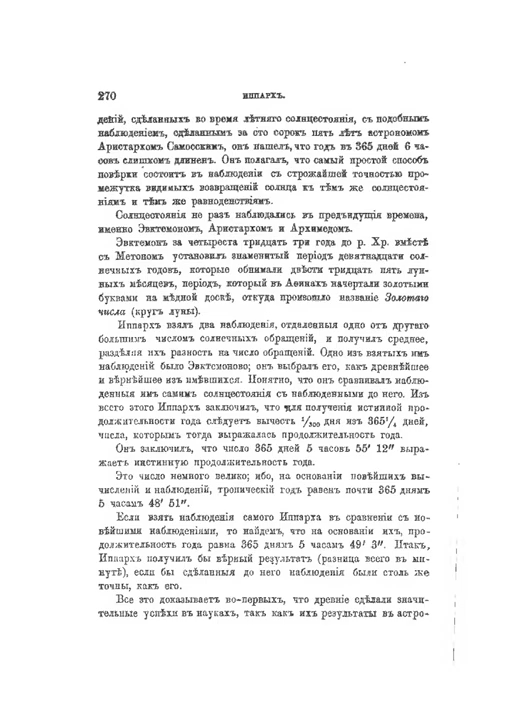 270
ИППАРХЪ.
деній, сдѣланныхъ во время лѣтняго солнцестоянія, съ подобнымъ
наблюденіемъ, сдѣланнымъ за сто сорокъ пять лѣтъ астрономомъ
Аристархомъ Самосскимъ, онъ нашелъ, что годъ въ 365 дней 6 ча-
совъ слишкомъ длиненъ. Онъ полагалъ, что самый простой способъ
повѣрки состоитъ въ наблюденіи съ строжайшей точностью про-
межутка видимыхъ возвращеній солнца къ тѣмъ же солнцестоя-
ніямъ и тѣмъ же равноденствіямъ.
Солнцестоянія не разъ наблюдались въ предъидущія времена,
именно Эвктемономъ, Аристархомъ и Архимедомъ.
Эвктемонъ за четыреста тридцать три года до р. Хр. вмѣстѣ
съ Метономъ установилъ знаменитый періодъ девятнадцати сол-
нечныхъ годовъ, которые обнимали двѣсти тридцать пять лун-
ныхъ мѣсяцевъ, періодъ, который въ Аѳинахъ начертали золотыми
буквами на мѣдной доскѣ, откуда произошло названіе Золотаго
числа (кругъ луны).
Иппархъ взялъ два наблюденія, отдаленныя одно отъ другаго
большимъ числомъ солнечныхъ обращеній, и получилъ среднее,
раздѣляя ихъ разность на число обращеній. Одно изъ взятыхъ имъ
наблюденій было Эвктемоново; онъ выбралъ его, какъ древнѣйшее
и вѣрнѣйшее изъ имѣвшихся. Понятно, что онъ сравнивалъ наблю-
денныя имъ самимъ солнцестоянія съ наблюденными до него. Изъ
всего этого Иппархъ заключилъ, что для полученія истинной про-
должительности года слѣдуетъ вычесть 1/300 дня изъ 365¼ дней,
числа, которымъ тогда выражалась продолжительность года.
Онъ заключилъ, что число 365 дней 5 часовъ 55′ 12″ выра-
жаетъ иистинную продолжительность года.
Это число немного велико; ибо, на основаніи новѣйшихъ вы-
численій и наблюденій, тропическій годъ равенъ почти 365 днямъ
5 часамъ 48′ 51″.
Если взять наблюденія самого Иппарха въ сравненіи съ но-
вѣйшими наблюденіями, то найдемъ, что на основаніи ихъ, про-
должительность года равна 365 днямъ 5 часамъ 49′ 3″. Итакъ,
Иппархъ получилъ бы вѣрный результатъ (разница всего въ ми-
нутѣ), если бы сдѣланныя до него наблюденія были столь же
точны, какъ его.
Все это доказываетъ во-первыхъ, что древніе сдѣлали значи-
тельные успѣхи въ наукахъ, такъ какъ ихъ результаты въ астро-